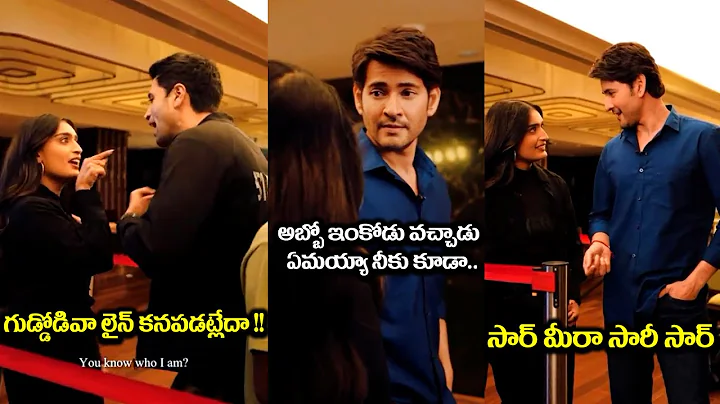 గుడ్డోడివా లైన్ కనపడట్లేదా !!
You know who I am?
అబ్బో ఇంకోడు వచ్చాడు
ఏమయ్యా నీకు కూడా..
సార్ మీరా సారీ సార్